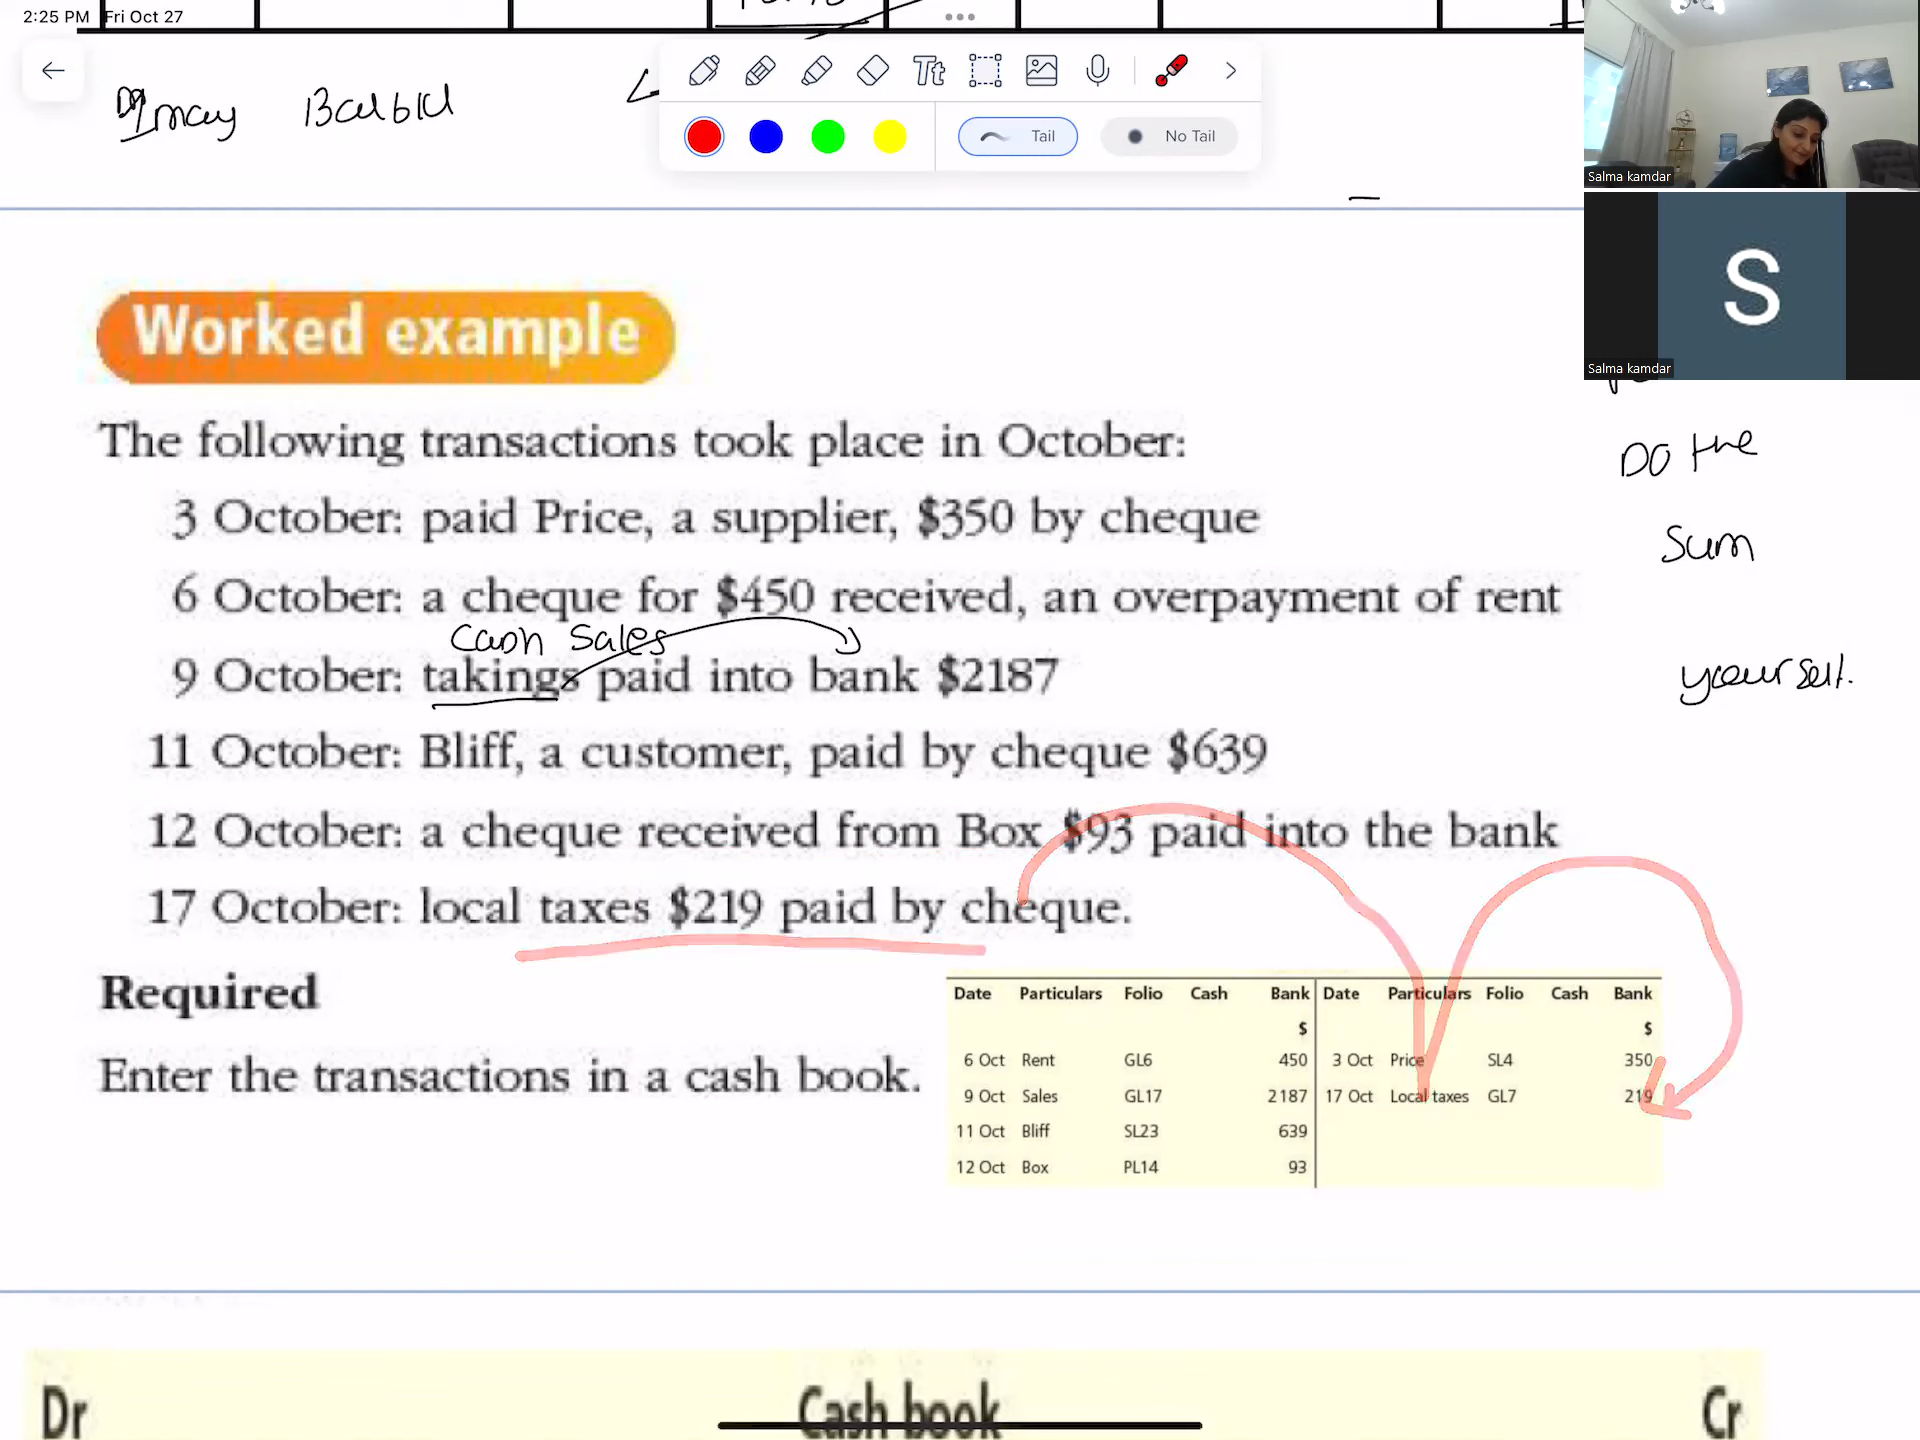 2:25 PM Fri Oct 27
1 may Bal b/d
Tt
Tail No Tail
Salma kamdar
S
Salma kamdar
Worked example
The following transactions took place in October:
3 October: paid Price, a supplier, $350 by cheque
6 October: a cheque for $450 received, an overpayment of rent
Cash Sales
9 October: takings paid into bank $2187
11 October: Bliff, a customer, paid by cheque $639
12 October: a cheque received from Box $93 paid into the bank
17 October: local taxes $219 paid by cheque.
DO the
Sum
yourself.
Required
Enter the transactions in a cash book.
Date Particulars Folio Cash Bank Date Particulars Folio Cash Bank
$ $
6 Oct Rent GL6 450 3 Oct Price SL4 350
9 Oct Sales GL17 2187 17 Oct Local taxes GL7 219
11 Oct Bliff SL23 639
12 Oct Box PL14 93
Dr Cash book Cr